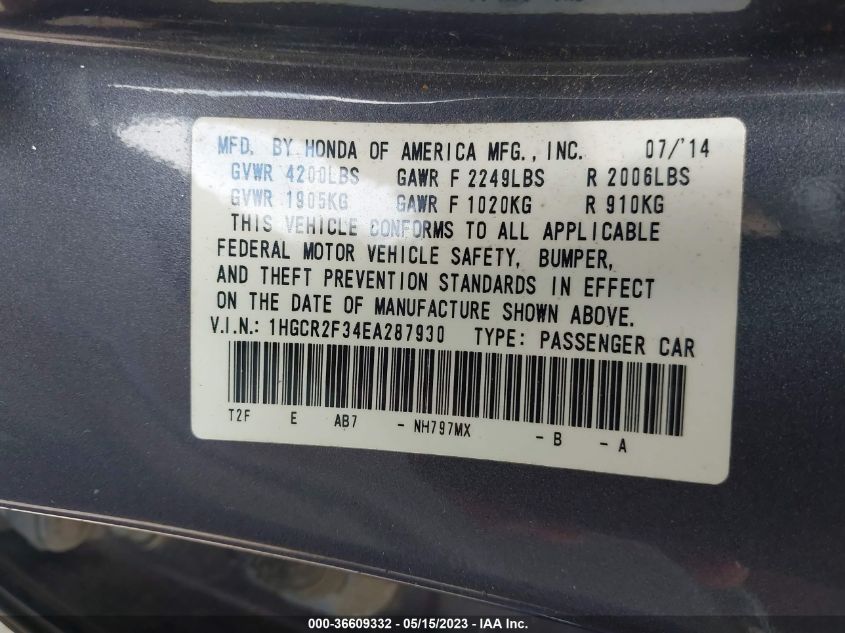 MFD. BY HONDA OF AMERICA MFG., INC. 07/'14
GVWR 4200LBS GAWR F 2249LBS R 2006LBS
GVWR 1905KG GAWR F 1020KG R 910KG
THIS VEHICLE CONFORMS TO ALL APPLICABLE
FEDERAL MOTOR VEHICLE SAFETY, BUMPER,
AND THEFT PREVENTION STANDARDS IN EFFECT
ON THE DATE OF MANUFACTURE SHOWN ABOVE.
V.I.N.: 1HGCR2F34EA287930 TYPE: PASSENGER CAR
T2F E AB7 - NH797MX - B - A
000-36609332 - 05/15/2023 - IAA Inc.